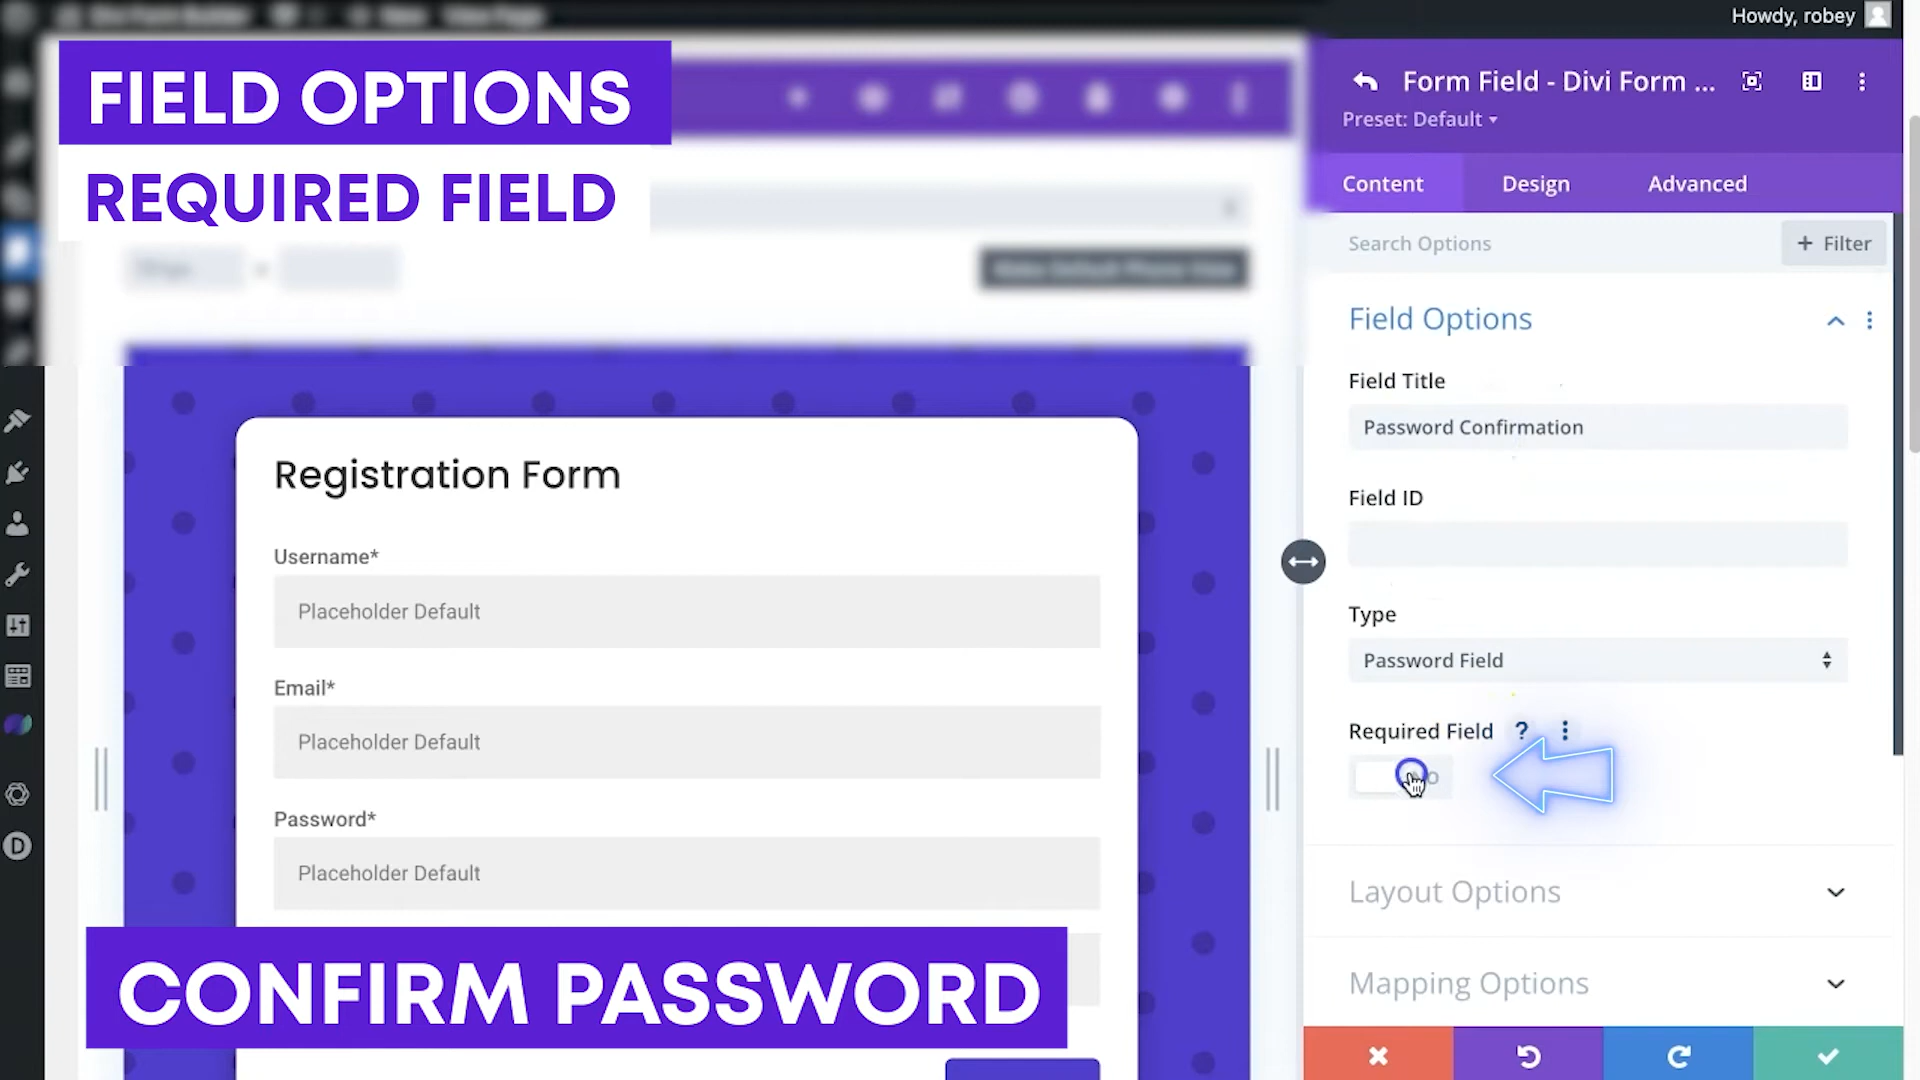 Howdy, robey
FIELD OPTIONS
REQUIRED FIELD
Form Field - Divi Form ...
Preset: Default
Content
Design
Advanced
Search Options
+ Filter
Field Options
Field Title
Password Confirmation
Field ID
Type
Password Field
Required Field ?
Layout Options
Mapping Options
Registration Form
Username*
Placeholder Default
Email*
Placeholder Default
Password*
Placeholder Default
CONFIRM PASSWORD
D